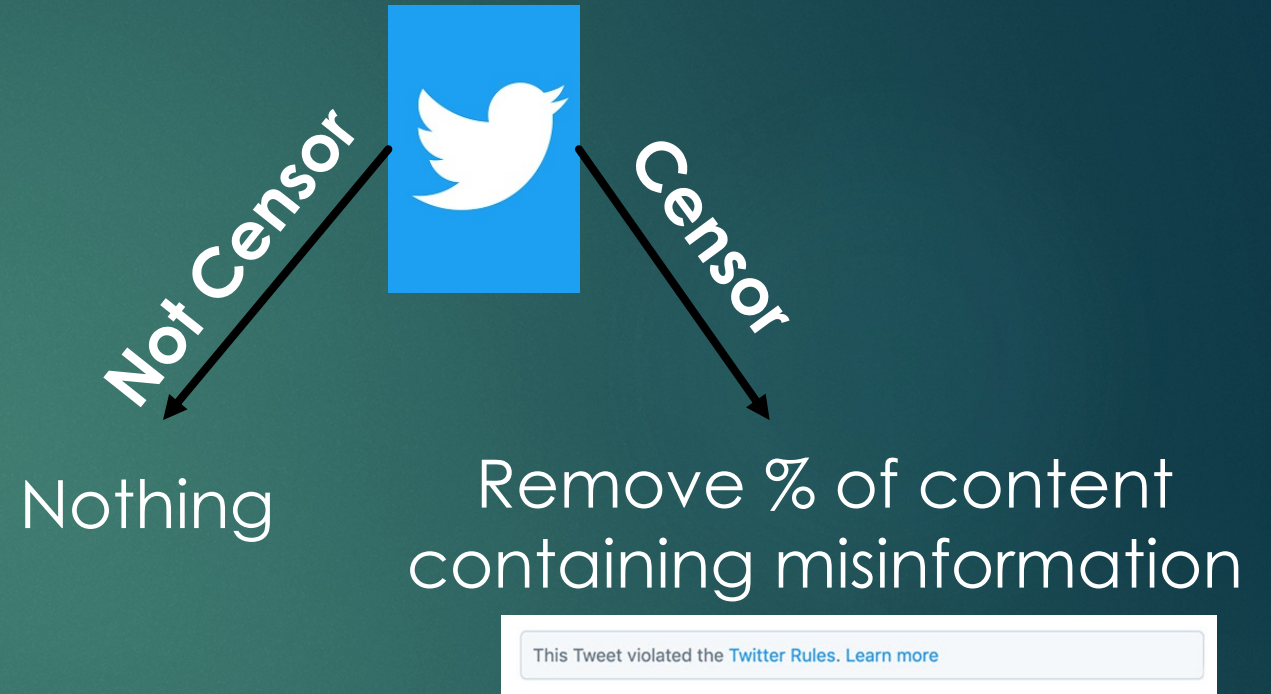 Not Censor
Censor
Nothing
Remove % of content
containing misinformation
This Tweet violated the Twitter Rules. Learn more